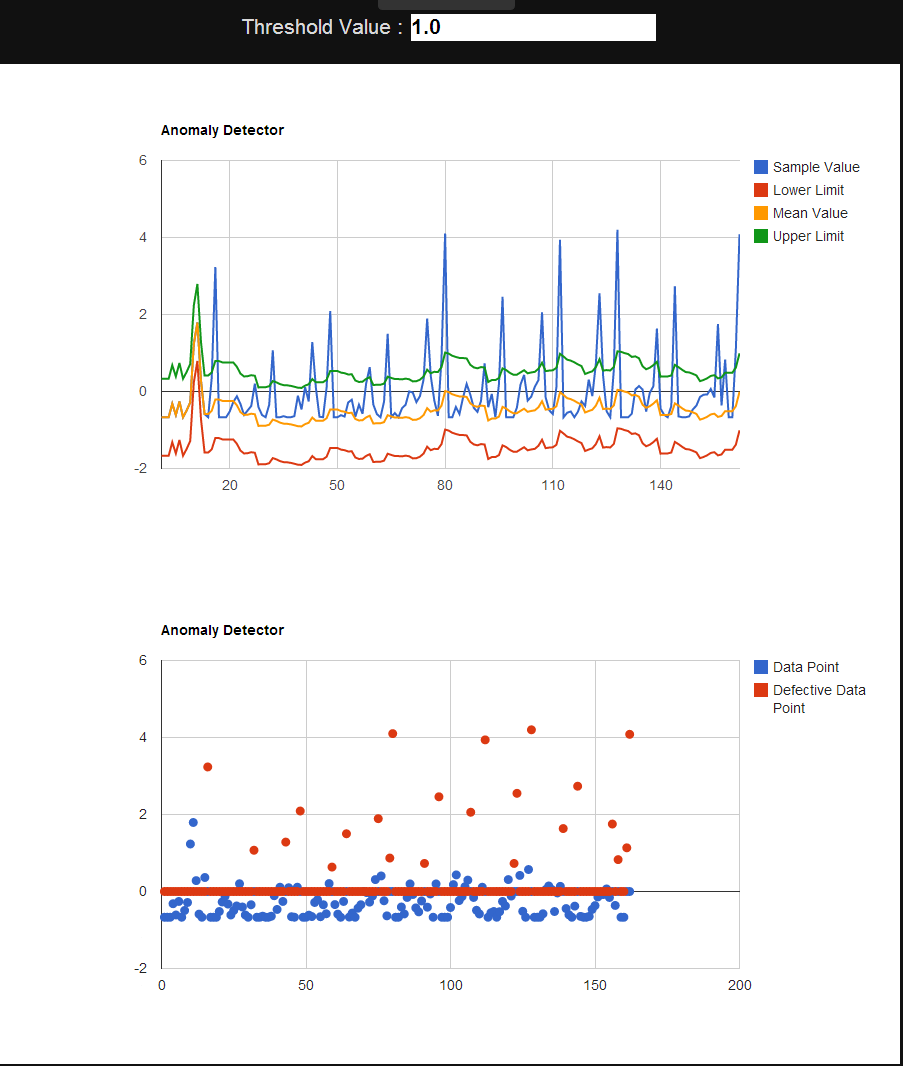 Threshold Value : 1.0
Anomaly Detector
6
4
2
0
-2
20
50
80
110
140
Sample Value
Lower Limit
Mean Value
Upper Limit
Anomaly Detector
6
4
2
0
-2
0
50
100
150
200
Data Point
Defective Data
Point